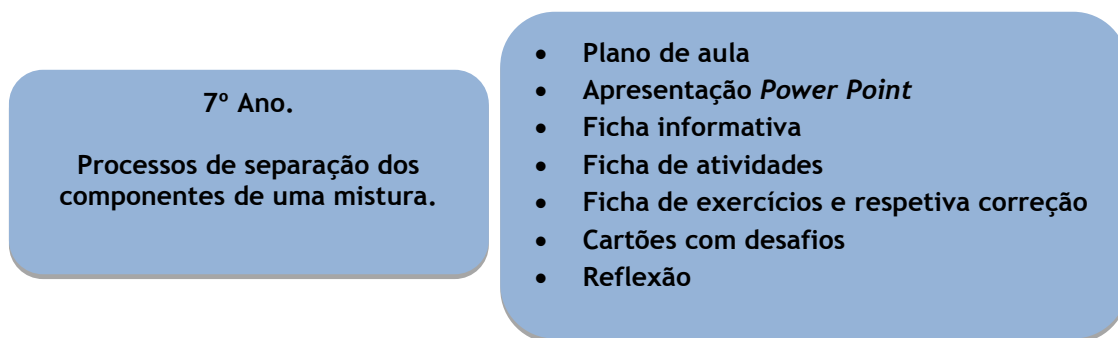 7º Ano.
Processos de separação dos
componentes de uma mistura.
• Plano de aula
• Apresentação Power Point
• Ficha informativa
• Ficha de atividades
• Ficha de exercícios e respetiva correção
• Cartões com desafios
• Reflexão